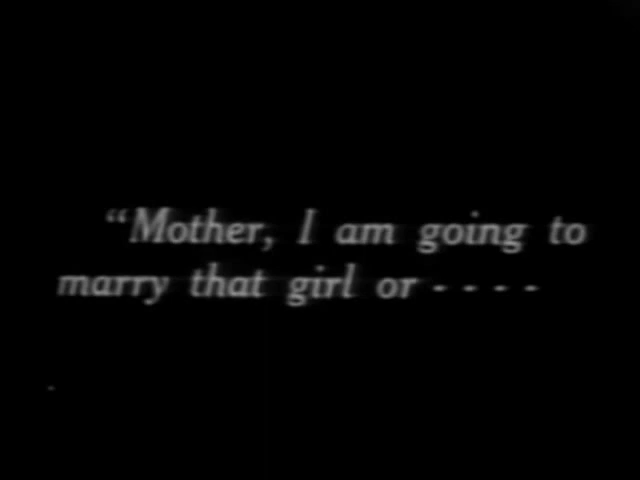 “Mother, I am going to
marry that girl or - - - -